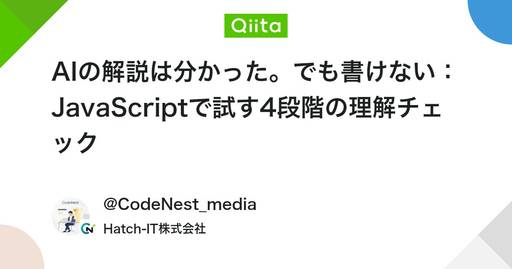 Qiita
AIの解説は分かった。でも書けない：
JavaScriptで試す4段階の理解チェ
ック
@CodeNest_media
Hatch-IT株式会社